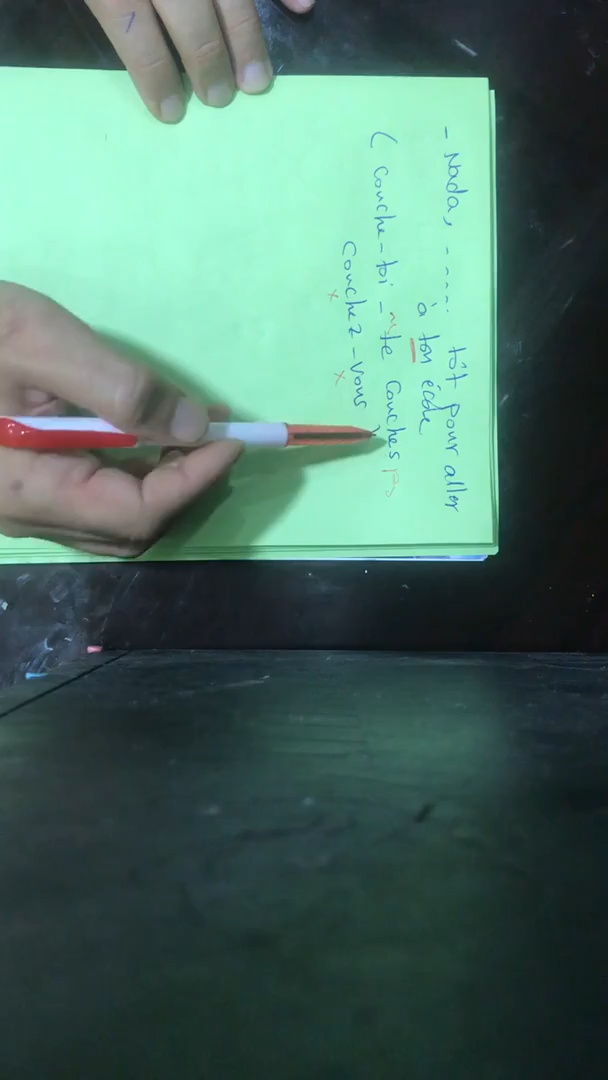 - Nada, ..... tôt pour aller
à ton école
( Couche-toi - te couches
Couchez-vous )
x x